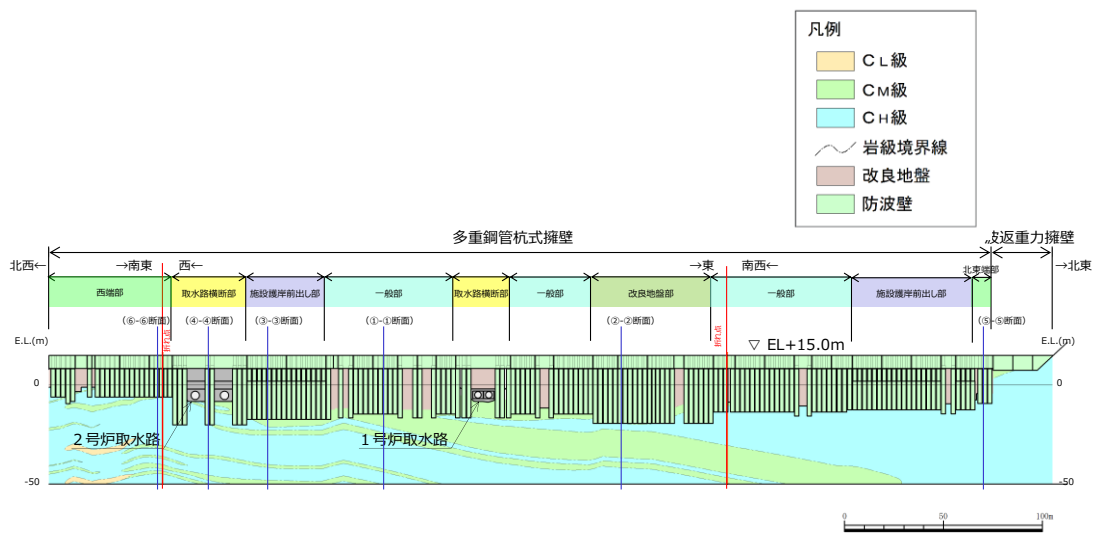 凡例
ＣＬ級
ＣＭ級
ＣＨ級
岩級境界線
改良地盤
防波壁
多重鋼管杭式擁壁
波返重力擁壁
北西← →南東 西← →東 南西← →北東
西端部 取水路横断部 施設護岸前出し部 一般部 取水路横断部 一般部 改良地盤部 一般部 施設護岸前出し部 北東端部
(⑥-⑥断面) (④-④断面) (③-③断面) (①-①断面) (②-②断面) (⑤-⑤断面)
折れ点 折れ点
E.L.(m) ▽ EL+15.0m E.L.(m)
0 0
２号炉取水路 １号炉取水路
-50 -50
0 50 100m